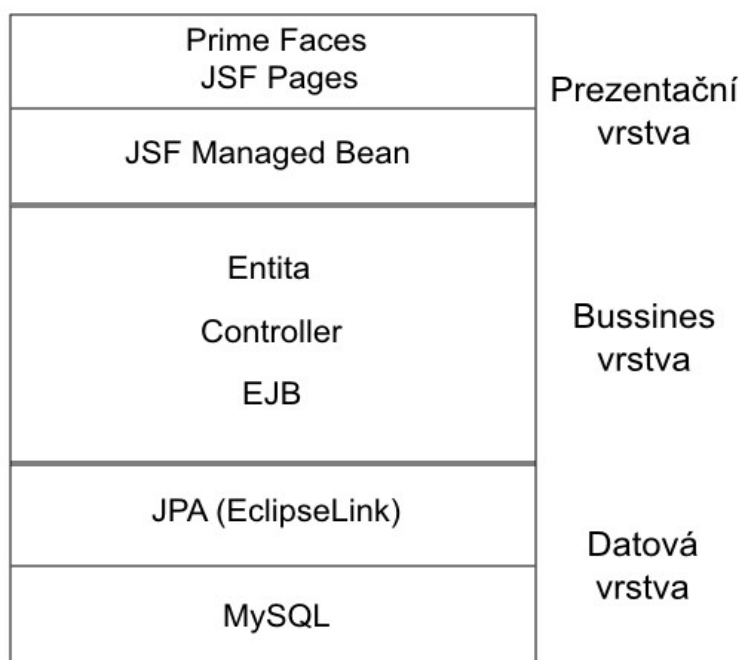 Prime Faces
JSF Pages
Prezentační
vrstva
JSF Managed Bean
Entita
Controller
EJB
Bussines
vrstva
JPA (EclipseLink)
Datová
vrstva
MySQL